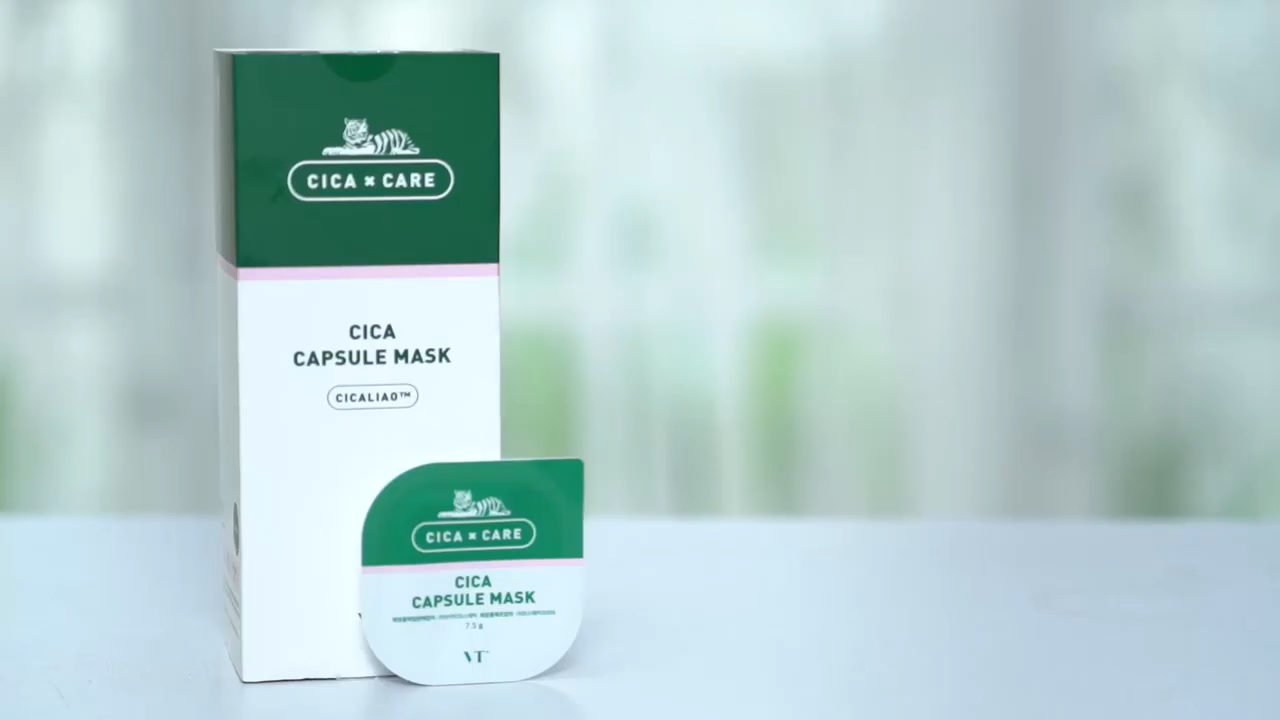 CICA × CARE
CICA
CAPSULE MASK
CICALIAO™
CICA × CARE
CICA
CAPSULE MASK
7.5 g
VT